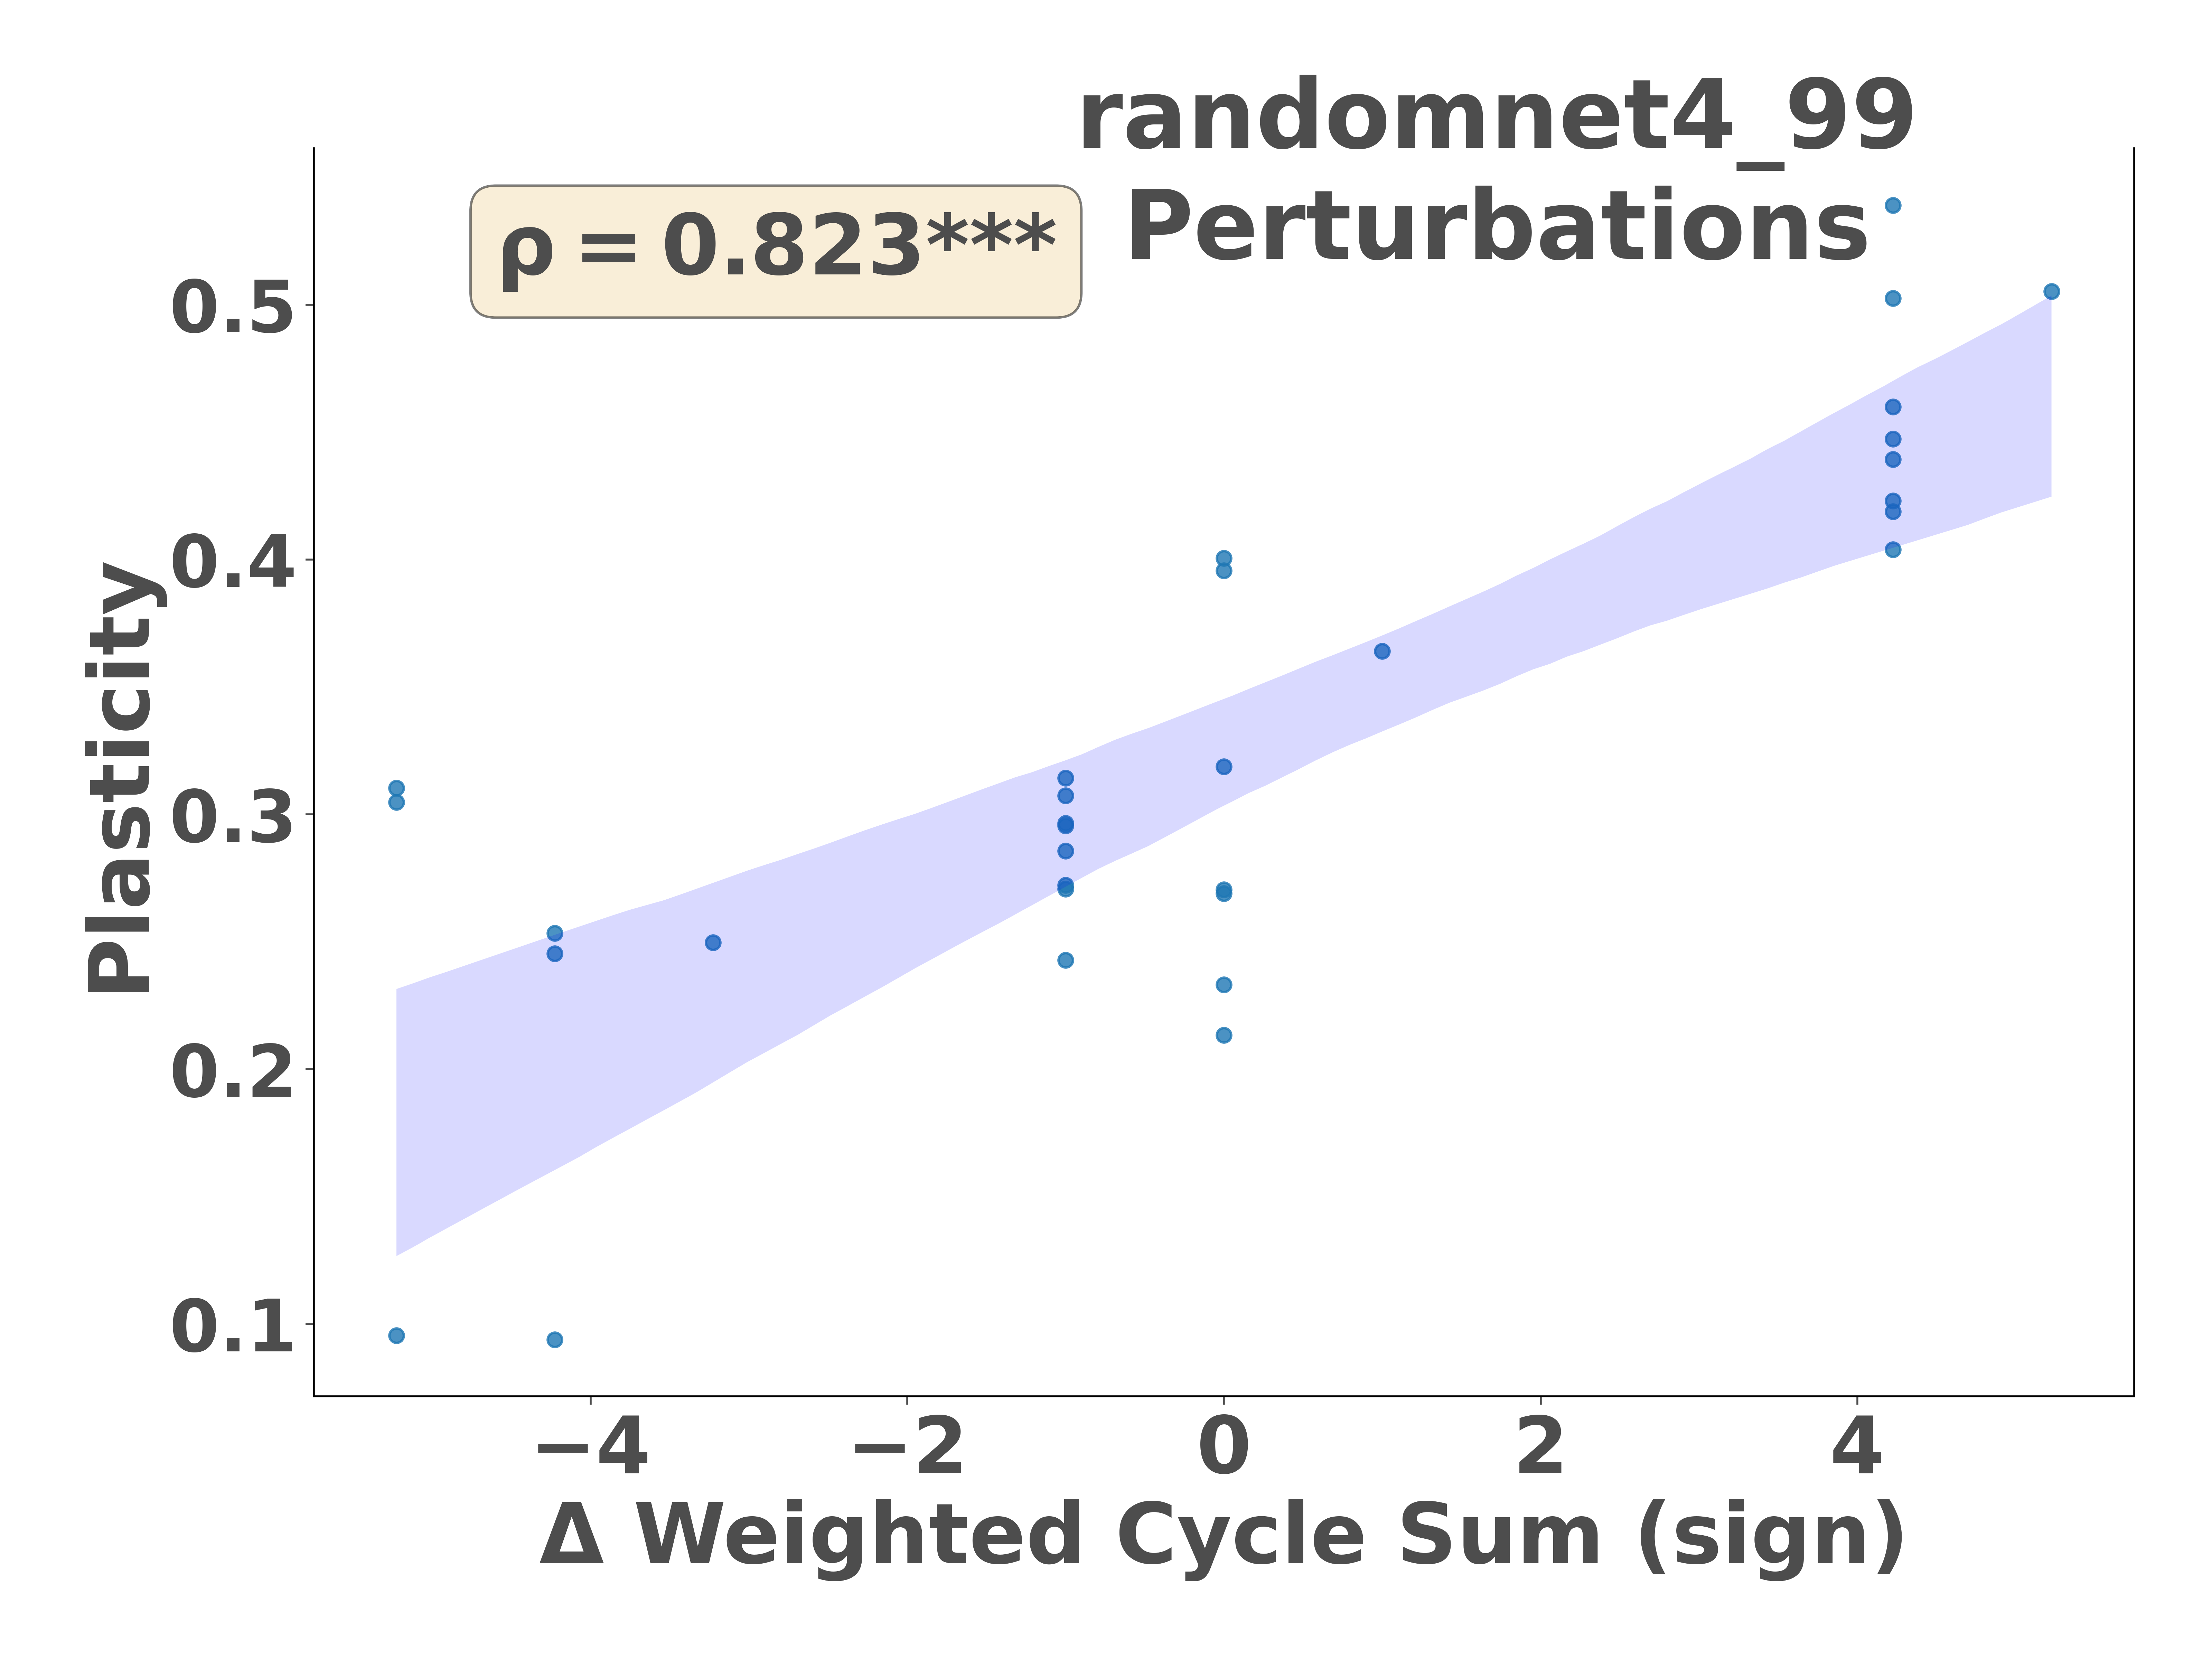 randomnet4_99
Perturbations
ρ = 0.823***
Plasticity
0.5
0.4
0.3
0.2
0.1
−4
−2
0
2
4
Δ Weighted Cycle Sum (sign)